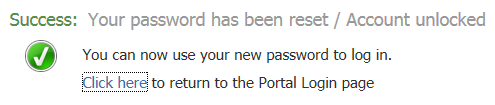 Success: Your password has been reset / Account unlocked
You can now use your new password to log in.
Click here to return to the Portal Login page